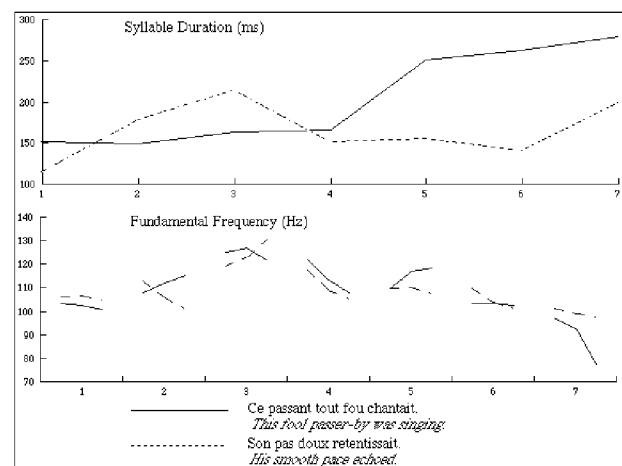 Syllable Duration (ms)
300
250
200
150
100
1 2 3 4 5 6 7
Fundamental Frequency (Hz)
140
130
120
110
100
90
80
70
1 2 3 4 5 6 7
Ce passant tout fou chantait.
This fool passer-by was singing.
Son pas doux retentissait.
His smooth pace echoed.